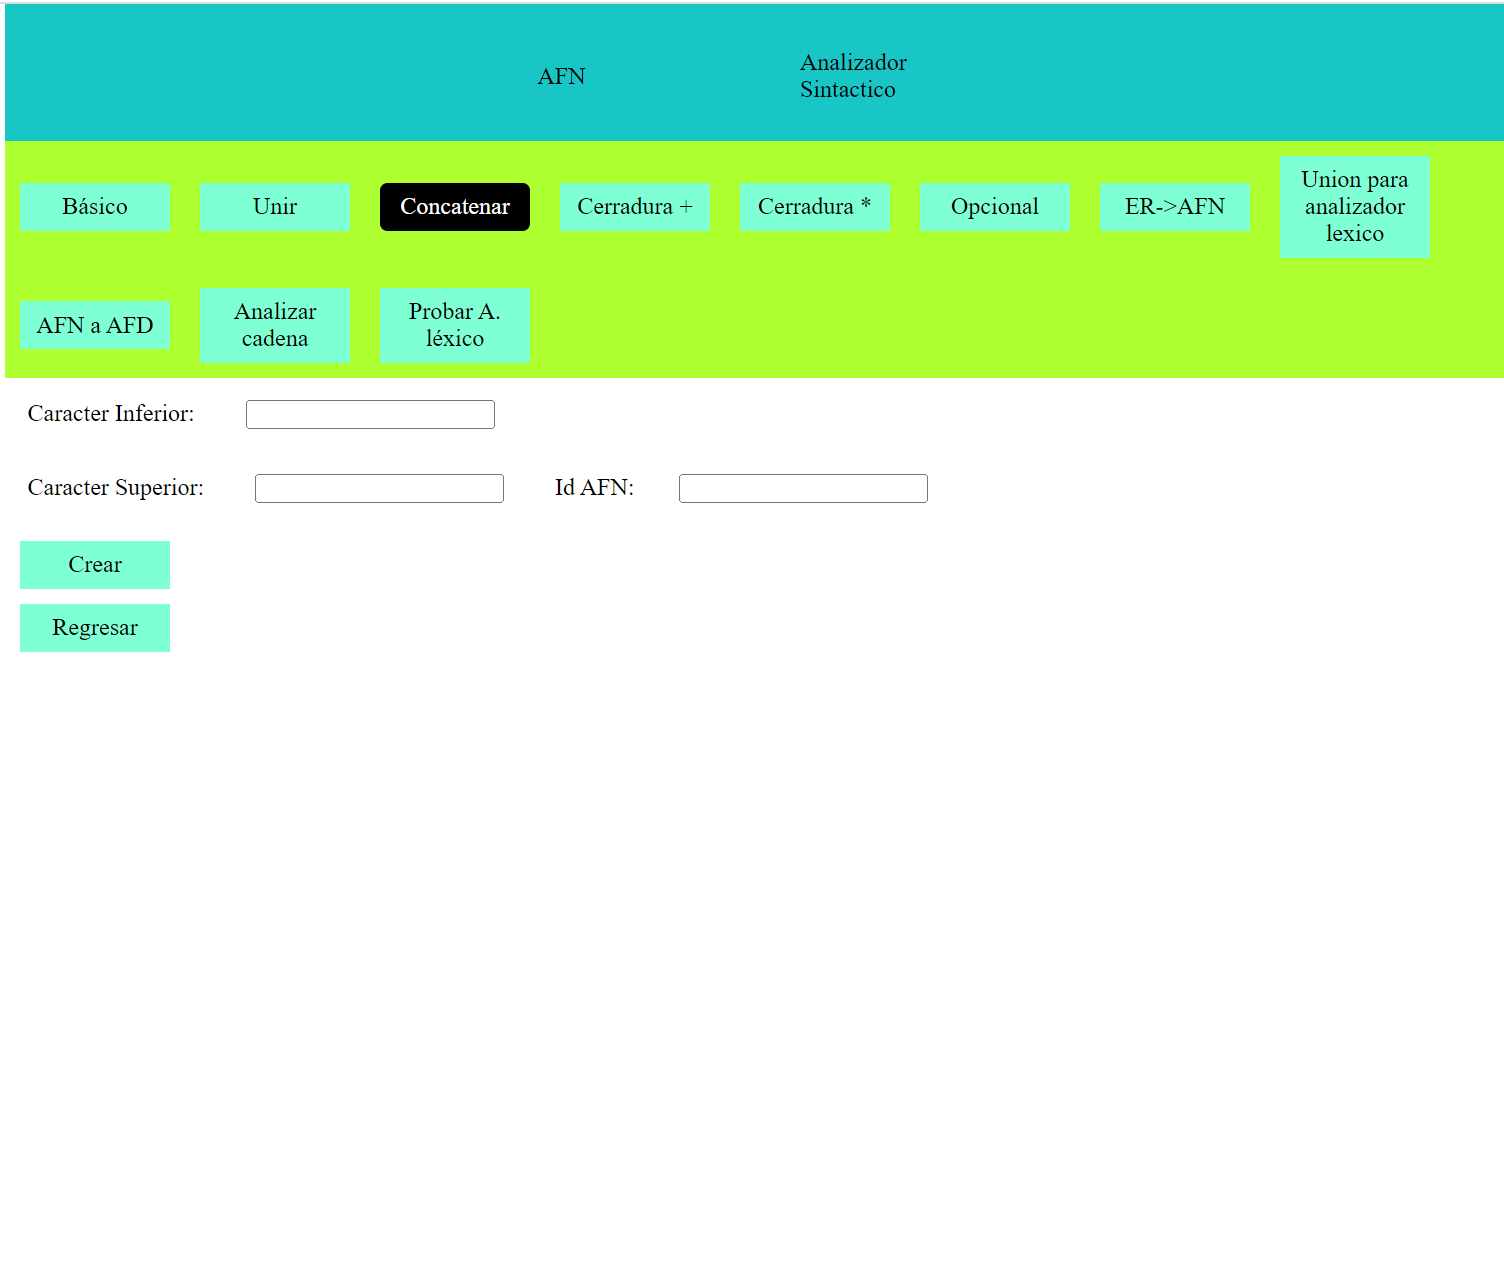 AFN
Analizador
Sintactico
Básico
Unir
Concatenar
Cerradura +
Cerradura *
Opcional
ER->AFN
Union para
analizador
lexico
AFN a AFD
Analizar
cadena
Probar A.
léxico
Caracter Inferior:
Caracter Superior:
Id AFN:
Crear
Regresar